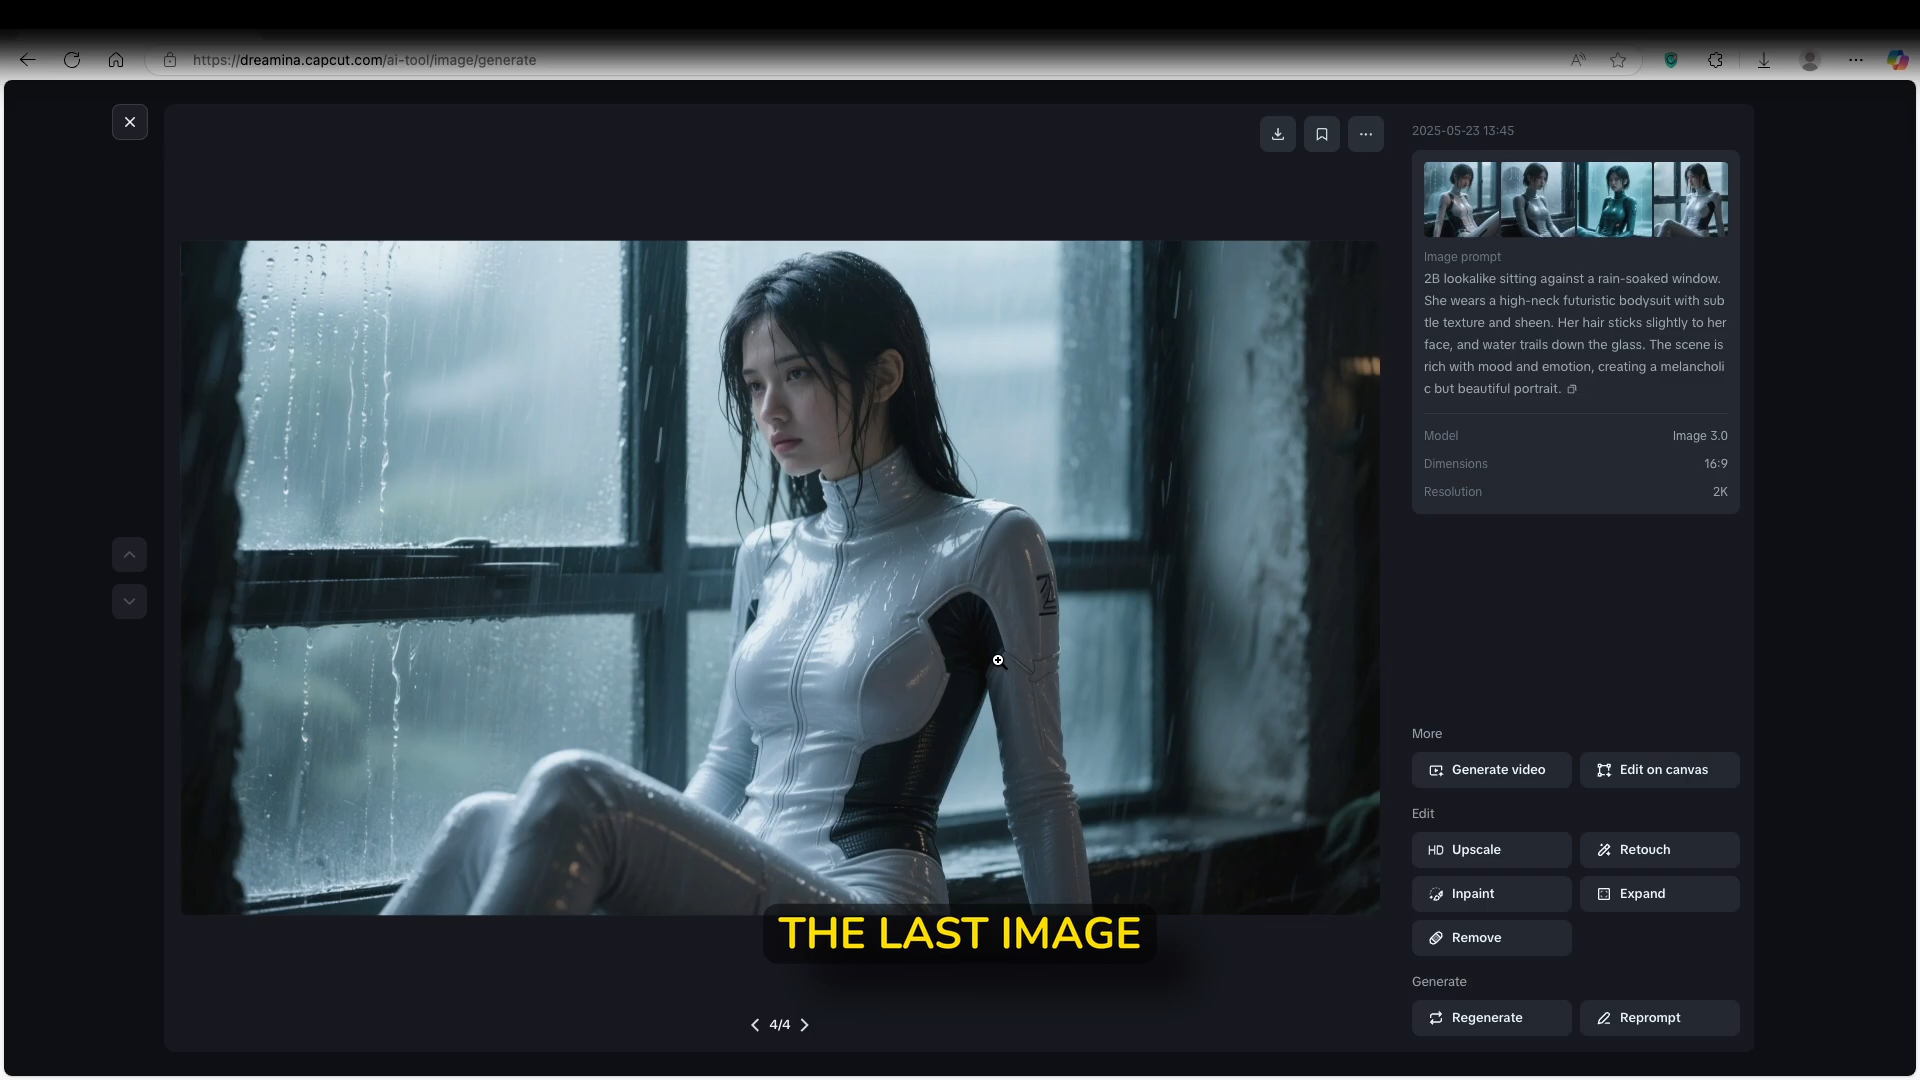 https://dreamina.capcut.com/ai-tool/image/generate
2025-05-23 13:45
Image prompt
2B lookalike sitting against a rain-soaked window.
She wears a high-neck futuristic bodysuit with sub
tle texture and sheen. Her hair sticks slightly to her
face, and water trails down the glass. The scene is
rich with mood and emotion, creating a melancholi
c but beautiful portrait.
Model Image 3.0
Dimensions 16:9
Resolution 2K
More
Generate video Edit on canvas
Edit
HD Upscale Retouch
Inpaint Expand
Remove
Generate
Regenerate Reprompt
THE LAST IMAGE
4/4